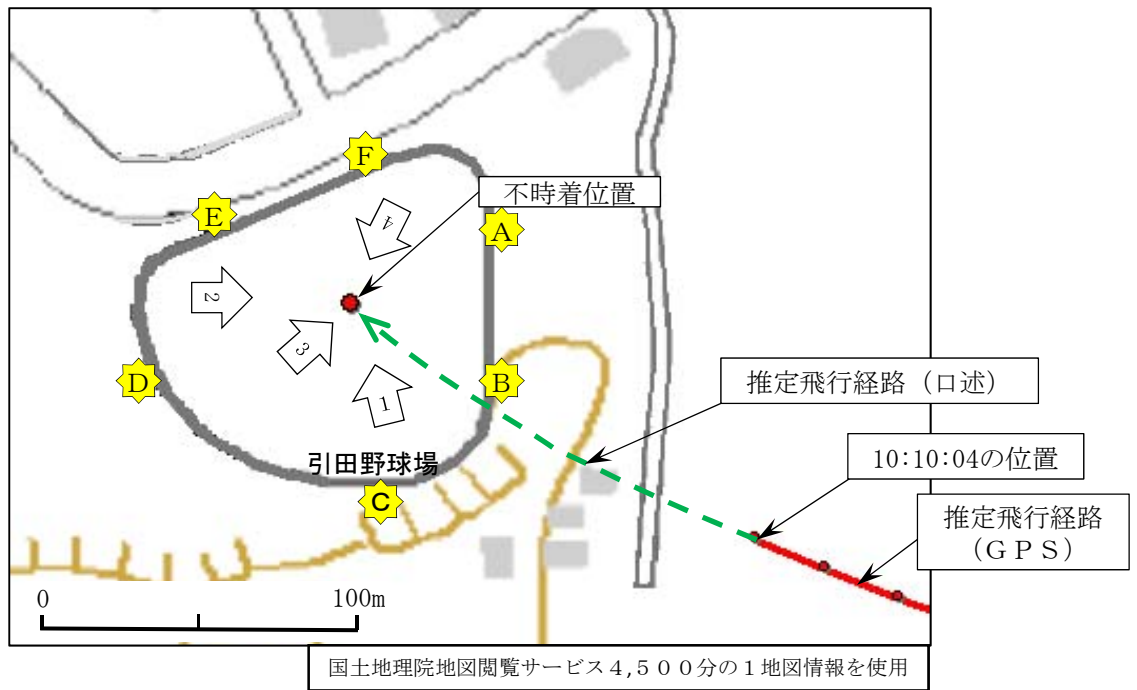 F
不時着位置
E
A
4
2
3
D
B
1
推定飛行経路（口述）
引田野球場
C
10:10:04の位置
推定飛行経路
（ＧＰＳ）
0
100m
国土地理院地図閲覧サービス４,５００分の１地図情報を使用